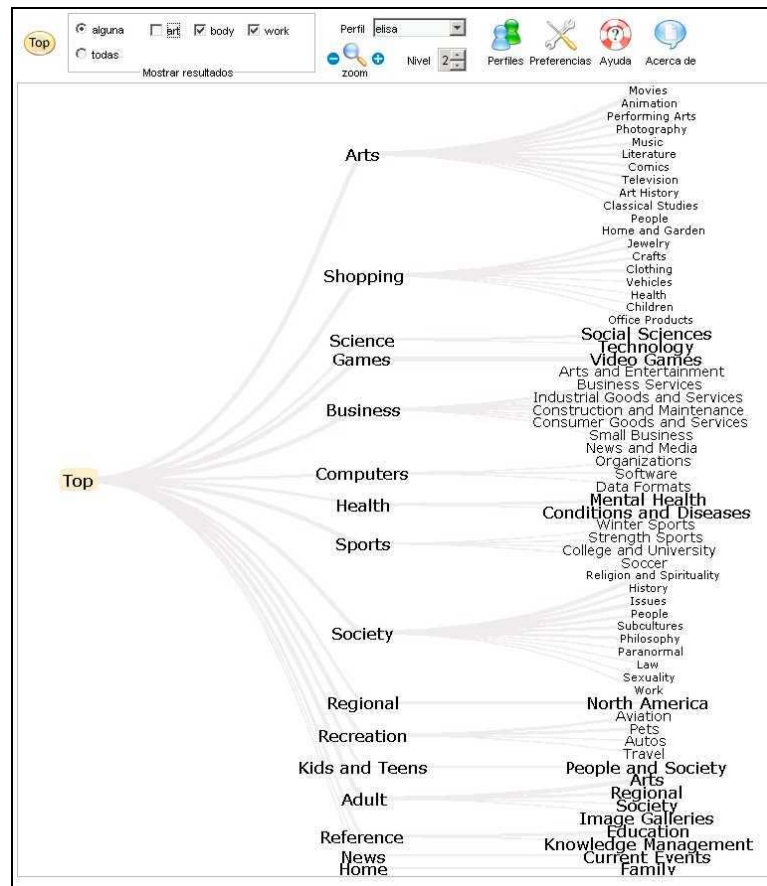 Top
alguna
art
body
work
todas
Mostrar resultados
Perfil
elisa
zoom
Nivel
2
Perfiles
Preferencias
Ayuda
Acerca de
Top
Arts
Movies
Animation
Performing Arts
Photography
Music
Literature
Comics
Television
Art History
Classical Studies
People
Shopping
Home and Garden
Jewelry
Crafts
Clothing
Vehicles
Health
Children
Office Products
Science
Social Sciences
Technology
Games
Video Games
Business
Arts and Entertainment
Business Services
Industrial Goods and Services
Construction and Maintenance
Consumer Goods and Services
Small Business
News and Media
Computers
Organizations
Software
Data Formats
Health
Mental Health
Conditions and Diseases
Sports
Winter Sports
Strength Sports
College and University
Soccer
Society
Religion and Spirituality
History
Issues
People
Subcultures
Philosophy
Paranormal
Law
Sexuality
Work
Regional
North America
Recreation
Aviation
Pets
Autos
Travel
Kids and Teens
People and Society
Adult
Arts
Regional
Society
Image Galleries
Reference
Education
Knowledge Management
News
Current Events
Home
Family